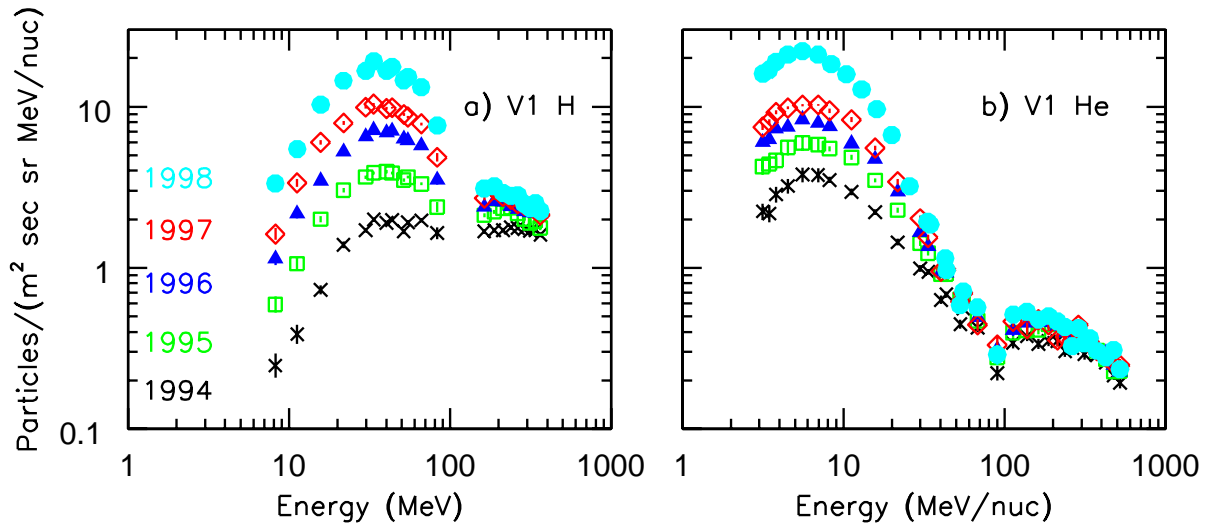 Particles/(m² sec sr MeV/nuc)
10
1
0.1
a) V1 H
1998
1997
1996
1995
1994
1 10 100 1000
Energy (MeV)
b) V1 He
1 10 100 1000
Energy (MeV/nuc)